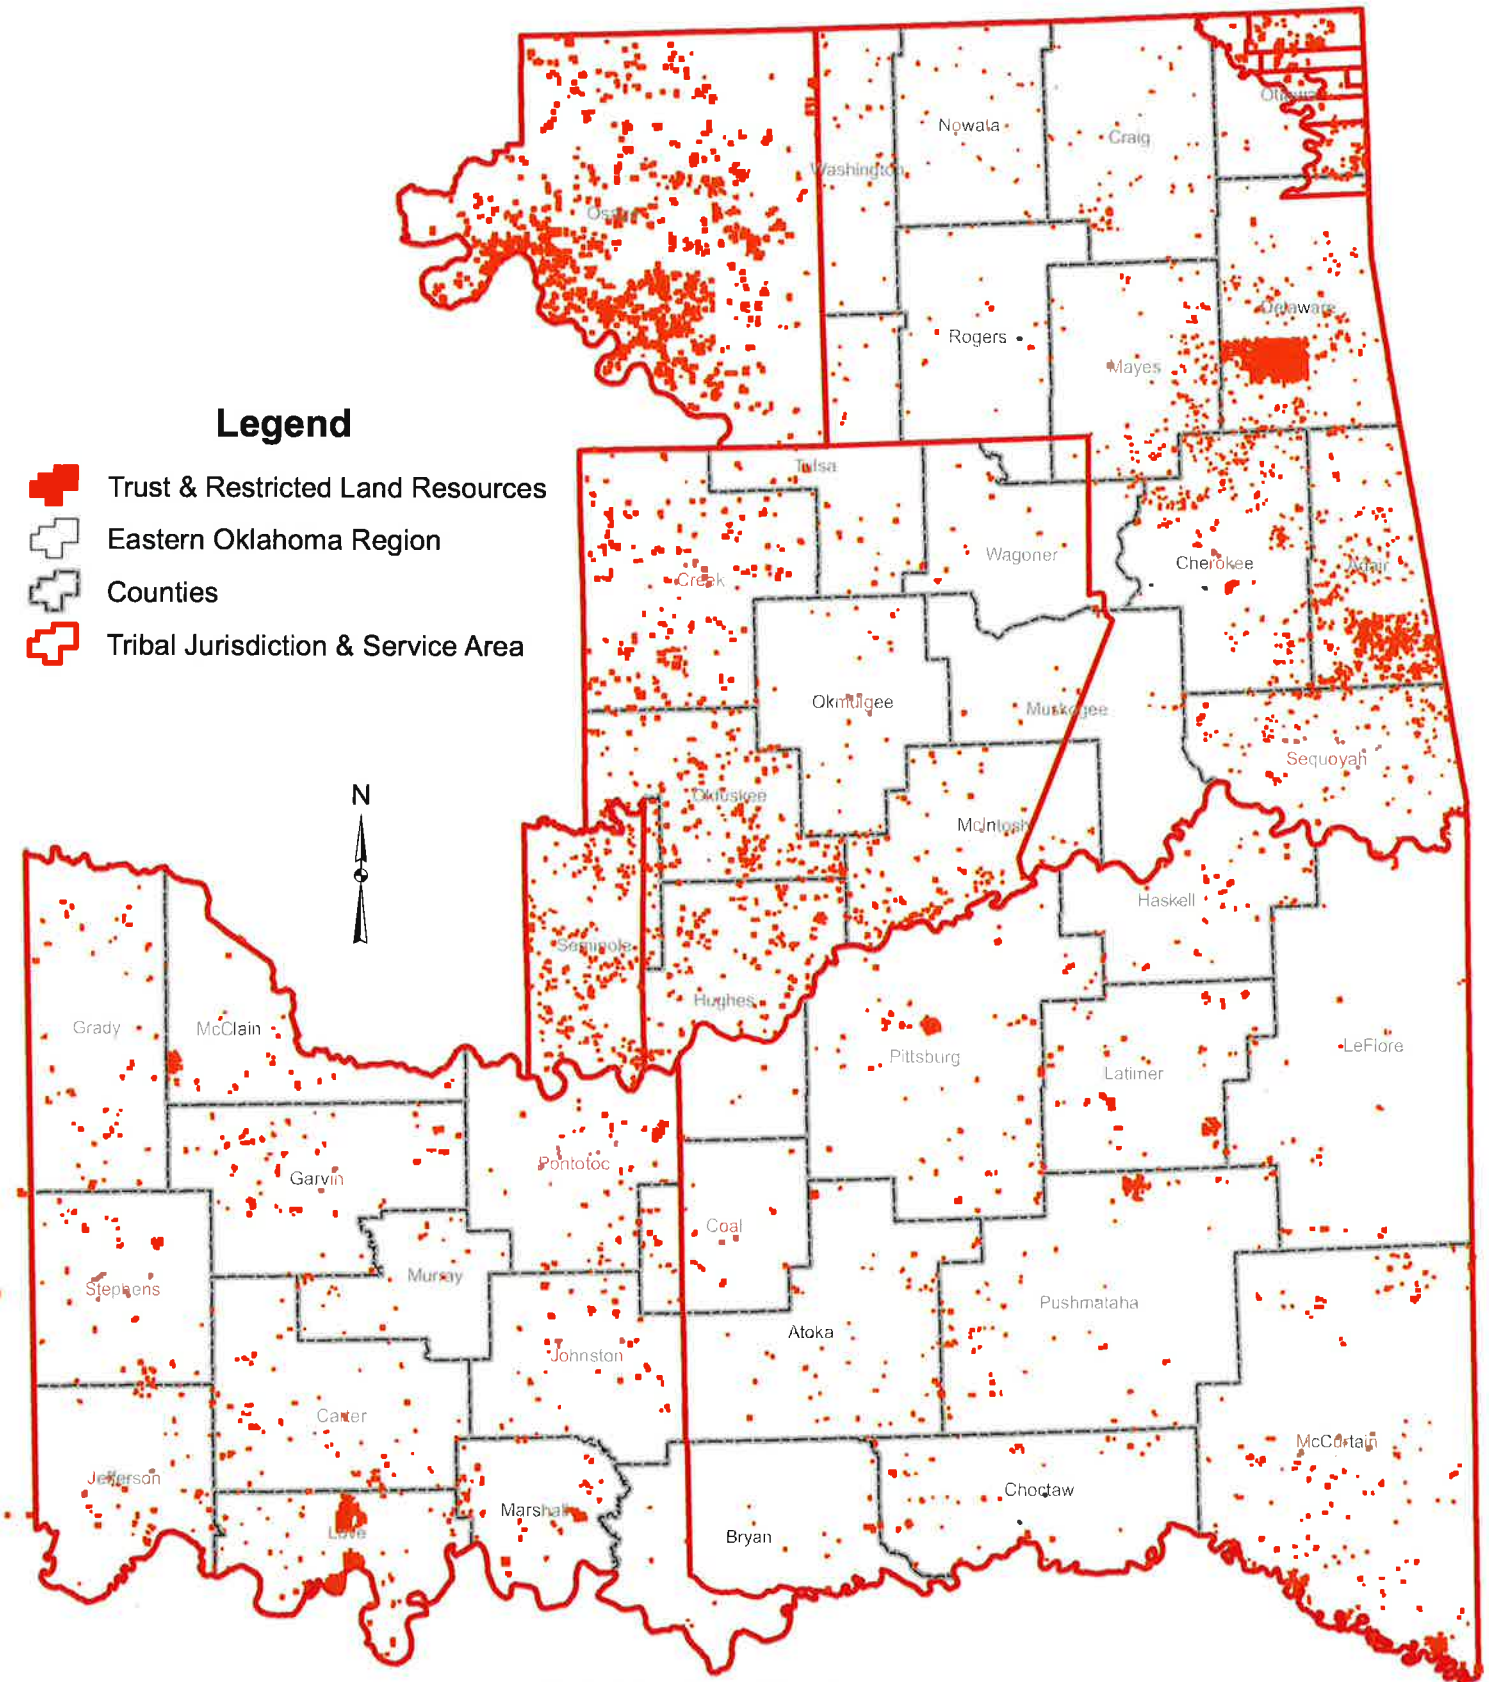 Nowata
Craig
Ottawa
Washington
Osage
Delaware
Rogers
Mayes
Legend
Trust & Restricted Land Resources
Eastern Oklahoma Region
Counties
Tribal Jurisdiction & Service Area
Tulsa
Wagoner
Cherokee
Adair
Creek
Okmulgee
Muskogee
Sequoyah
N
Okfuskee
McIntosh
Haskell
Seminole
Hughes
Grady
McClain
Pittsburg
LeFlore
Latimer
Pontotoc
Garvin
Coal
Murray
Stephens
Pushmataha
Atoka
Johnston
Carter
McCurtain
Jefferson
Choctaw
Marshall
Love
Bryan